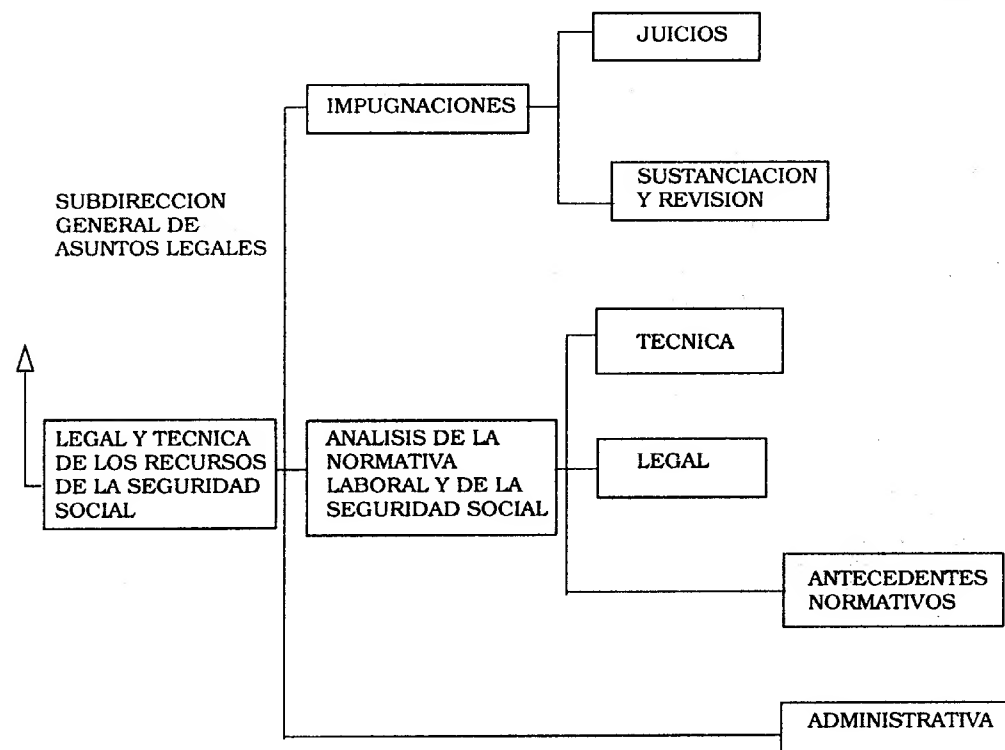 JUICIOS
IMPUGNACIONES
SUSTANCIACION
Y REVISION
SUBDIRECCION
GENERAL DE
ASUNTOS LEGALES
TECNICA
LEGAL Y TECNICA
DE LOS RECURSOS
DE LA SEGURIDAD
SOCIAL
ANALISIS DE LA
NORMATIVA
LABORAL Y DE LA
SEGURIDAD SOCIAL
LEGAL
ANTECEDENTES
NORMATIVOS
ADMINISTRATIVA